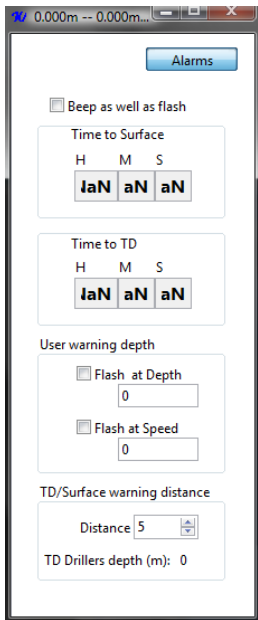 0.000m -- 0.000m...
Alarms
Beep as well as flash
Time to Surface
H M S
NaN aN aN
Time to TD
H M S
NaN aN aN
User warning depth
Flash at Depth
0
Flash at Speed
0
TD/Surface warning distance
Distance 5
TD Drillers depth (m): 0